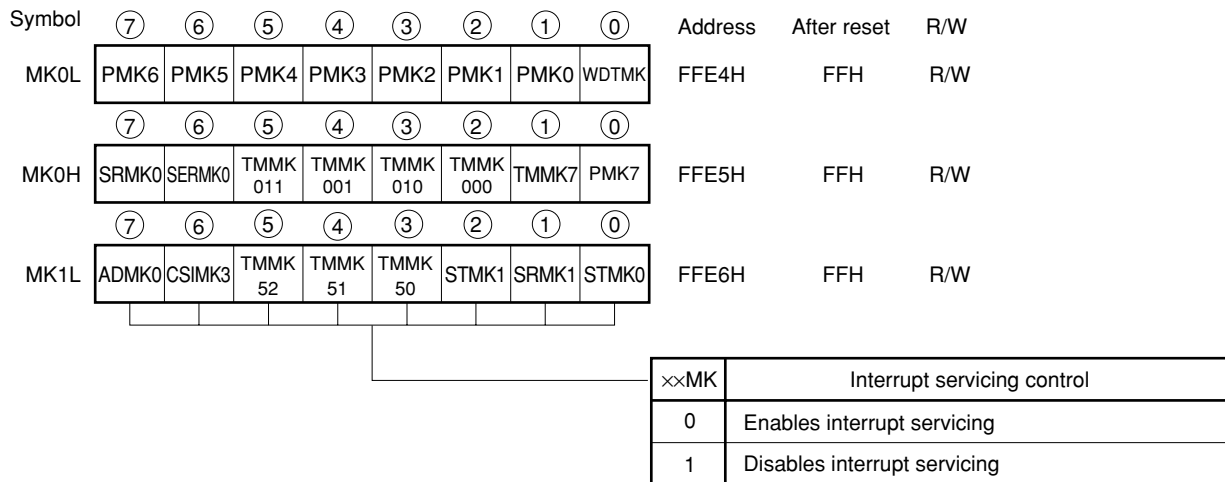 Symbol ⑦ ⑥ ⑤ ④ ③ ② ① ⓪ Address After reset R/W
MK0L PMK6 PMK5 PMK4 PMK3 PMK2 PMK1 PMK0 WDTMK FFE4H FFH R/W
⑦ ⑥ ⑤ ④ ③ ② ① ⓪
MK0H SRMK0 SERMK0 TMMK 011 TMMK 001 TMMK 010 TMMK 000 TMMK7 PMK7 FFE5H FFH R/W
⑦ ⑥ ⑤ ④ ③ ② ① ⓪
MK1L ADMK0 CSIMK3 TMMK 52 TMMK 51 TMMK 50 STMK1 SRMK1 STMK0 FFE6H FFH R/W
××MK Interrupt servicing control
0 Enables interrupt servicing
1 Disables interrupt servicing